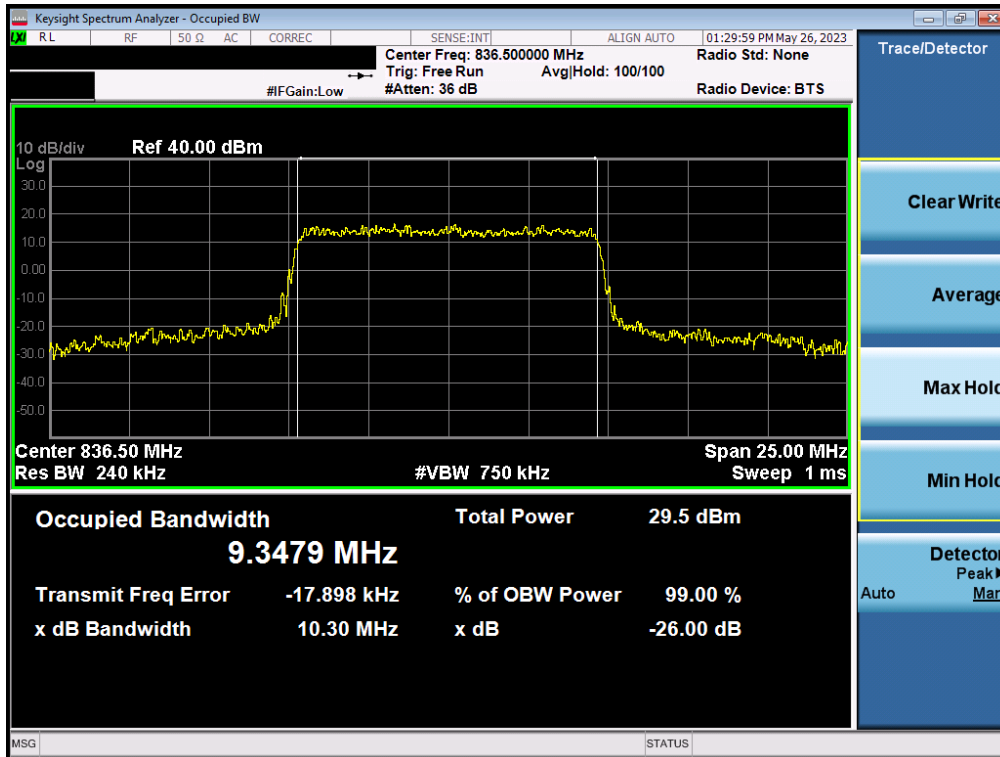 Keysight Spectrum Analyzer - Occupied BW
LXI RL RF 50 Ω AC CORREC SENSE:INT ALIGN AUTO 01:29:59 PM May 26, 2023
Center Freq: 836.500000 MHz Radio Std: None
Trig: Free Run Avg|Hold: 100/100
#IFGain:Low #Atten: 36 dB Radio Device: BTS
Trace/Detector
10 dB/div Ref 40.00 dBm
Log
30.0
20.0
10.0
0.00
-10.0
-20.0
-30.0
-40.0
-50.0
Center 836.50 MHz Span 25.00 MHz
Res BW 240 kHz #VBW 750 kHz Sweep 1 ms
Occupied Bandwidth Total Power 29.5 dBm
9.3479 MHz
Transmit Freq Error -17.898 kHz % of OBW Power 99.00 %
x dB Bandwidth 10.30 MHz x dB -26.00 dB
Clear Write
Average
Max Hold
Min Hold
Detector
Peak
Auto Man
MSG STATUS